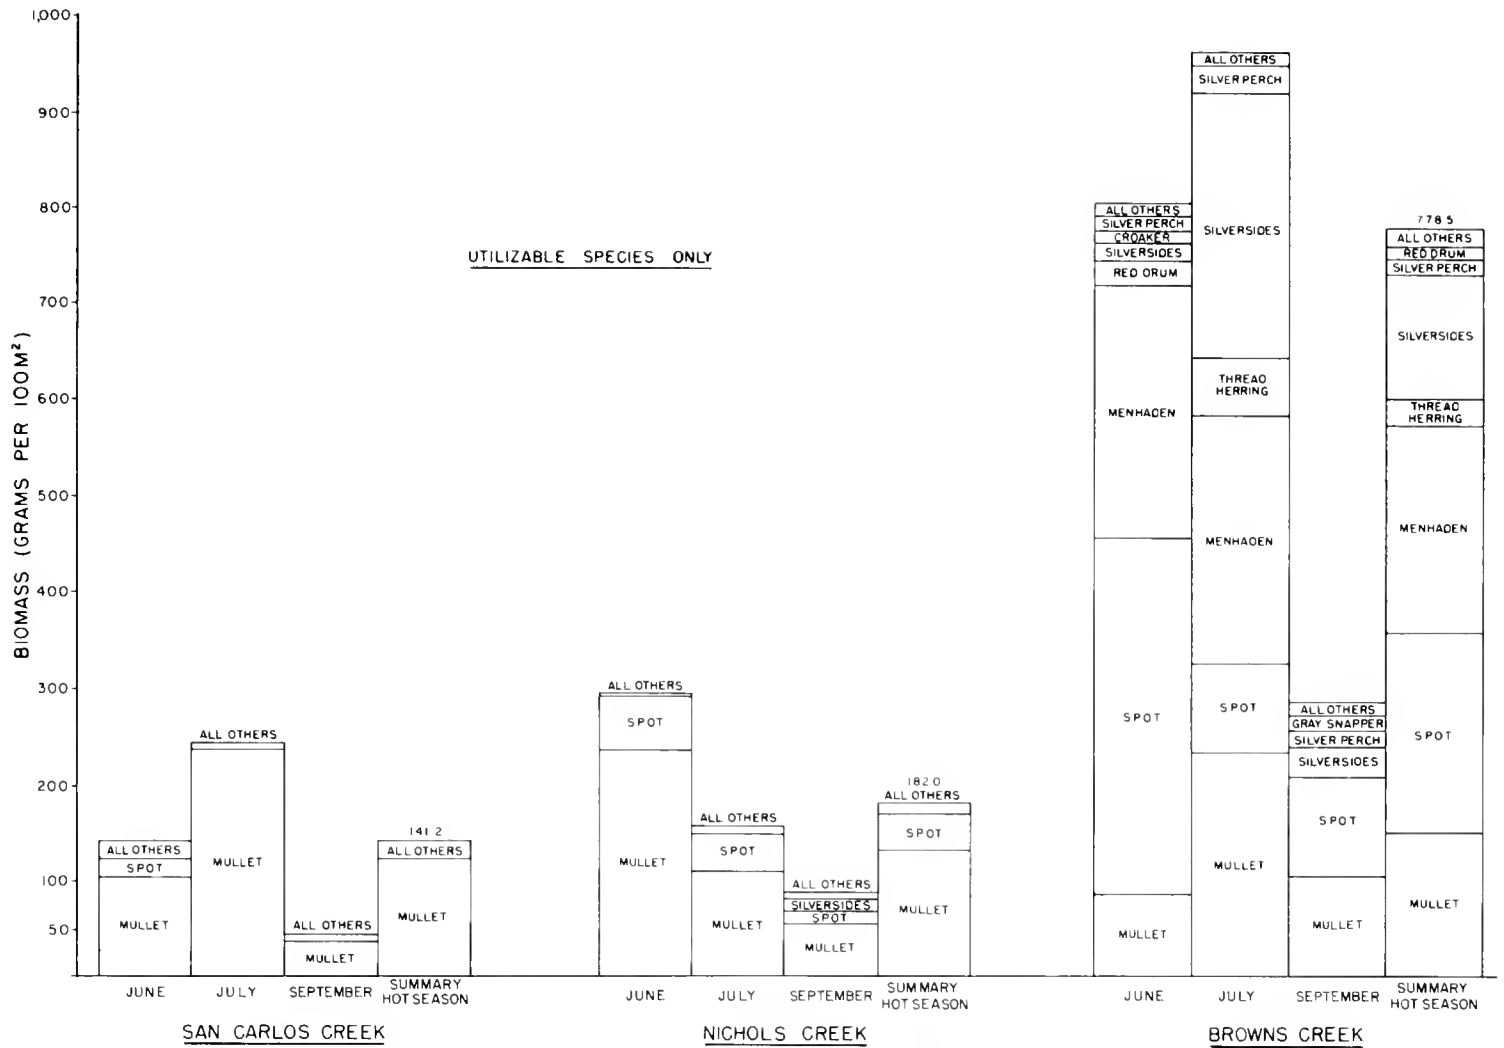 1,000
900
800
700
600
500
400
300
200
100
50
BIOMASS (GRAMS PER 100M²)
UTILIZABLE SPECIES ONLY
ALL OTHERS
SPOT
MULLET
JUNE
ALL OTHERS
MULLET
JULY
ALL OTHERS
MULLET
SEPTEMBER
141.2
ALL OTHERS
MULLET
SUMMARY
HOT SEASON
SAN CARLOS CREEK
ALL OTHERS
SPOT
MULLET
JUNE
ALL OTHERS
SPOT
MULLET
JULY
ALL OTHERS
SILVERSIDES
SPOT
MULLET
SEPTEMBER
182.0
ALL OTHERS
SPOT
MULLET
SUMMARY
HOT SEASON
NICHOLS CREEK
ALL OTHERS
SILVER PERCH
CROAKER
SILVERSIDES
RED DRUM
MENHADEN
SPOT
MULLET
JUNE
ALL OTHERS
SILVER PERCH
SILVERSIDES
THREAD
HERRING
MENHADEN
SPOT
MULLET
JULY
ALL OTHERS
GRAY SNAPPER
SILVER PERCH
SILVERSIDES
SPOT
MULLET
SEPTEMBER
778.5
ALL OTHERS
RED DRUM
SILVER PERCH
SILVERSIDES
THREAD
HERRING
MENHADEN
SPOT
MULLET
SUMMARY
HOT SEASON
BROWNS CREEK